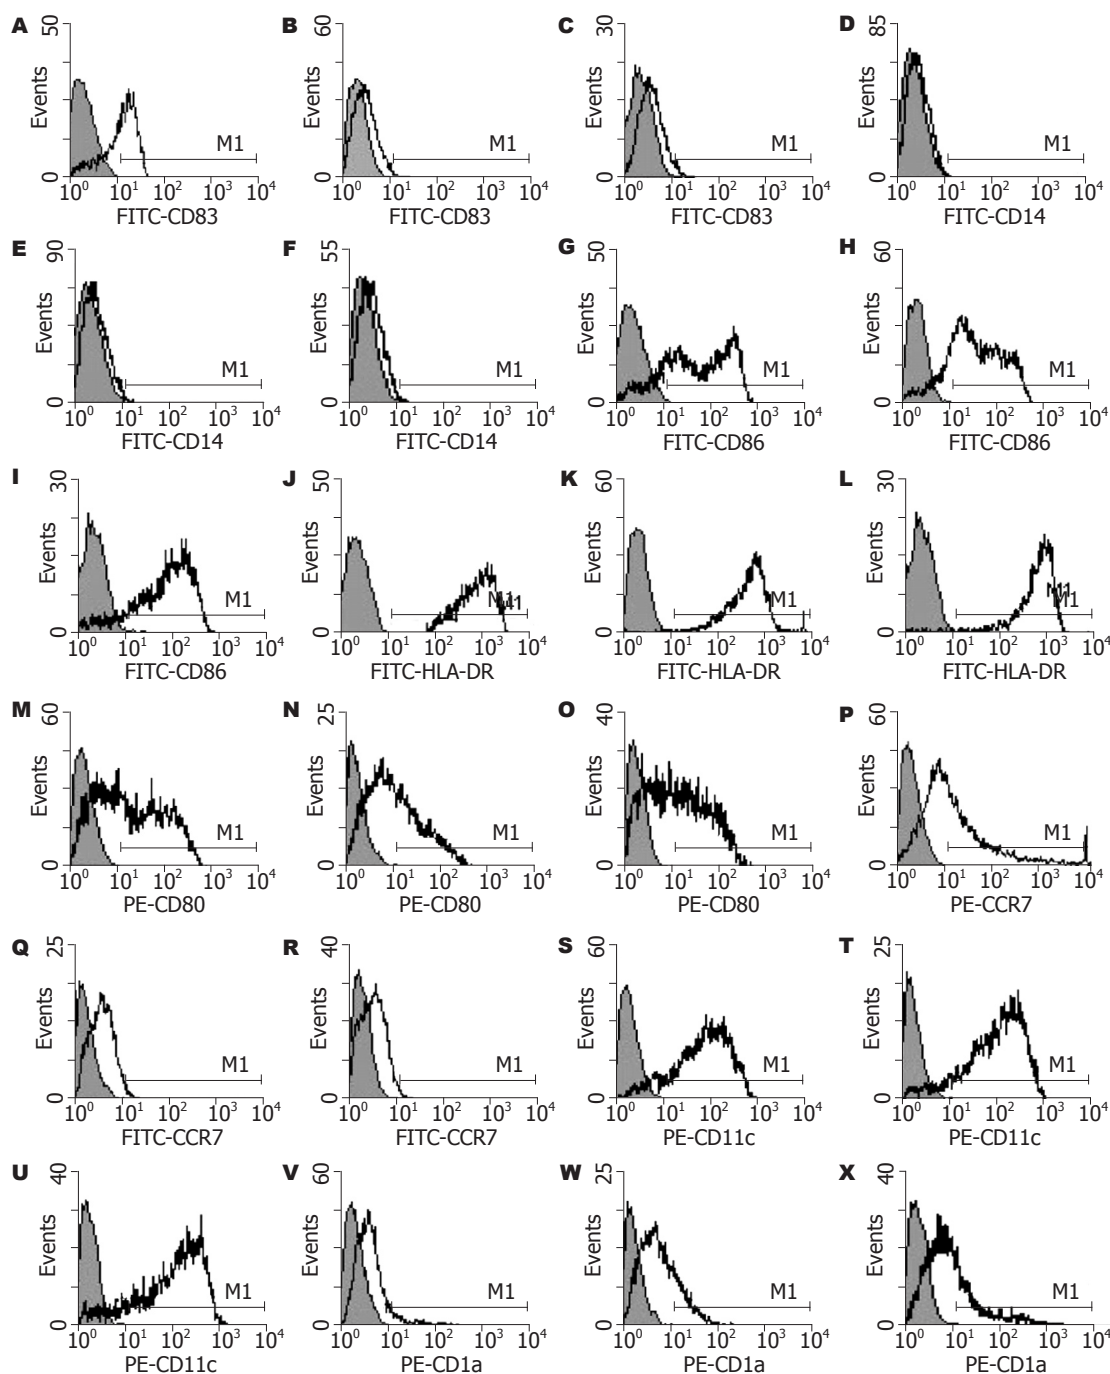 A 50 B 60 C 30 D 85
Events Events Events Events
M1 M1 M1 M1
0 0 0 0
10^0 10^1 10^2 10^3 10^4 10^0 10^1 10^2 10^3 10^4 10^0 10^1 10^2 10^3 10^4 10^0 10^1 10^2 10^3 10^4
FITC-CD83 FITC-CD83 FITC-CD83 FITC-CD14
E 90 F 55 G 50 H 60
Events Events Events Events
M1 M1 M1 M1
0 0 0 0
10^0 10^1 10^2 10^3 10^4 10^0 10^1 10^2 10^3 10^4 10^0 10^1 10^2 10^3 10^4 10^0 10^1 10^2 10^3 10^4
FITC-CD14 FITC-CD14 FITC-CD86 FITC-CD86
I 30 J 50 K 60 L 30
Events Events Events Events
M1 M1 M1 M1
0 0 0 0
10^0 10^1 10^2 10^3 10^4 10^0 10^1 10^2 10^3 10^4 10^0 10^1 10^2 10^3 10^4 10^0 10^1 10^2 10^3 10^4
FITC-CD86 FITC-HLA-DR FITC-HLA-DR FITC-HLA-DR
M 60 N 25 O 40 P 60
Events Events Events Events
M1 M1 M1 M1
0 0 0 0
10^0 10^1 10^2 10^3 10^4 10^0 10^1 10^2 10^3 10^4 10^0 10^1 10^2 10^3 10^4 10^0 10^1 10^2 10^3 10^4
PE-CD80 PE-CD80 PE-CD80 PE-CCR7
Q 25 R 40 S 60 T 25
Events Events Events Events
M1 M1 M1 M1
0 0 0 0
10^0 10^1 10^2 10^3 10^4 10^0 10^1 10^2 10^3 10^4 10^0 10^1 10^2 10^3 10^4 10^0 10^1 10^2 10^3 10^4
FITC-CCR7 FITC-CCR7 PE-CD11c PE-CD11c
U 40 V 60 W 25 X 40
Events Events Events Events
M1 M1 M1 M1
0 0 0 0
10^0 10^1 10^2 10^3 10^4 10^0 10^1 10^2 10^3 10^4 10^0 10^1 10^2 10^3 10^4 10^0 10^1 10^2 10^3 10^4
PE-CD11c PE-CD1a PE-CD1a PE-CD1a